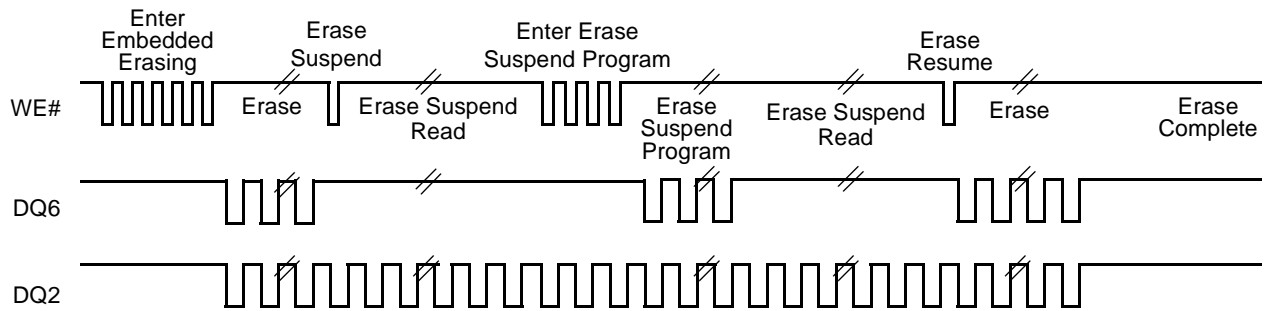 Enter
Embedded
Erasing
Erase
Suspend
Enter Erase
Suspend Program
Erase
Resume
WE#
Erase
Erase Suspend
Read
Erase
Suspend
Program
Erase Suspend
Read
Erase
Erase
Complete
DQ6
DQ2